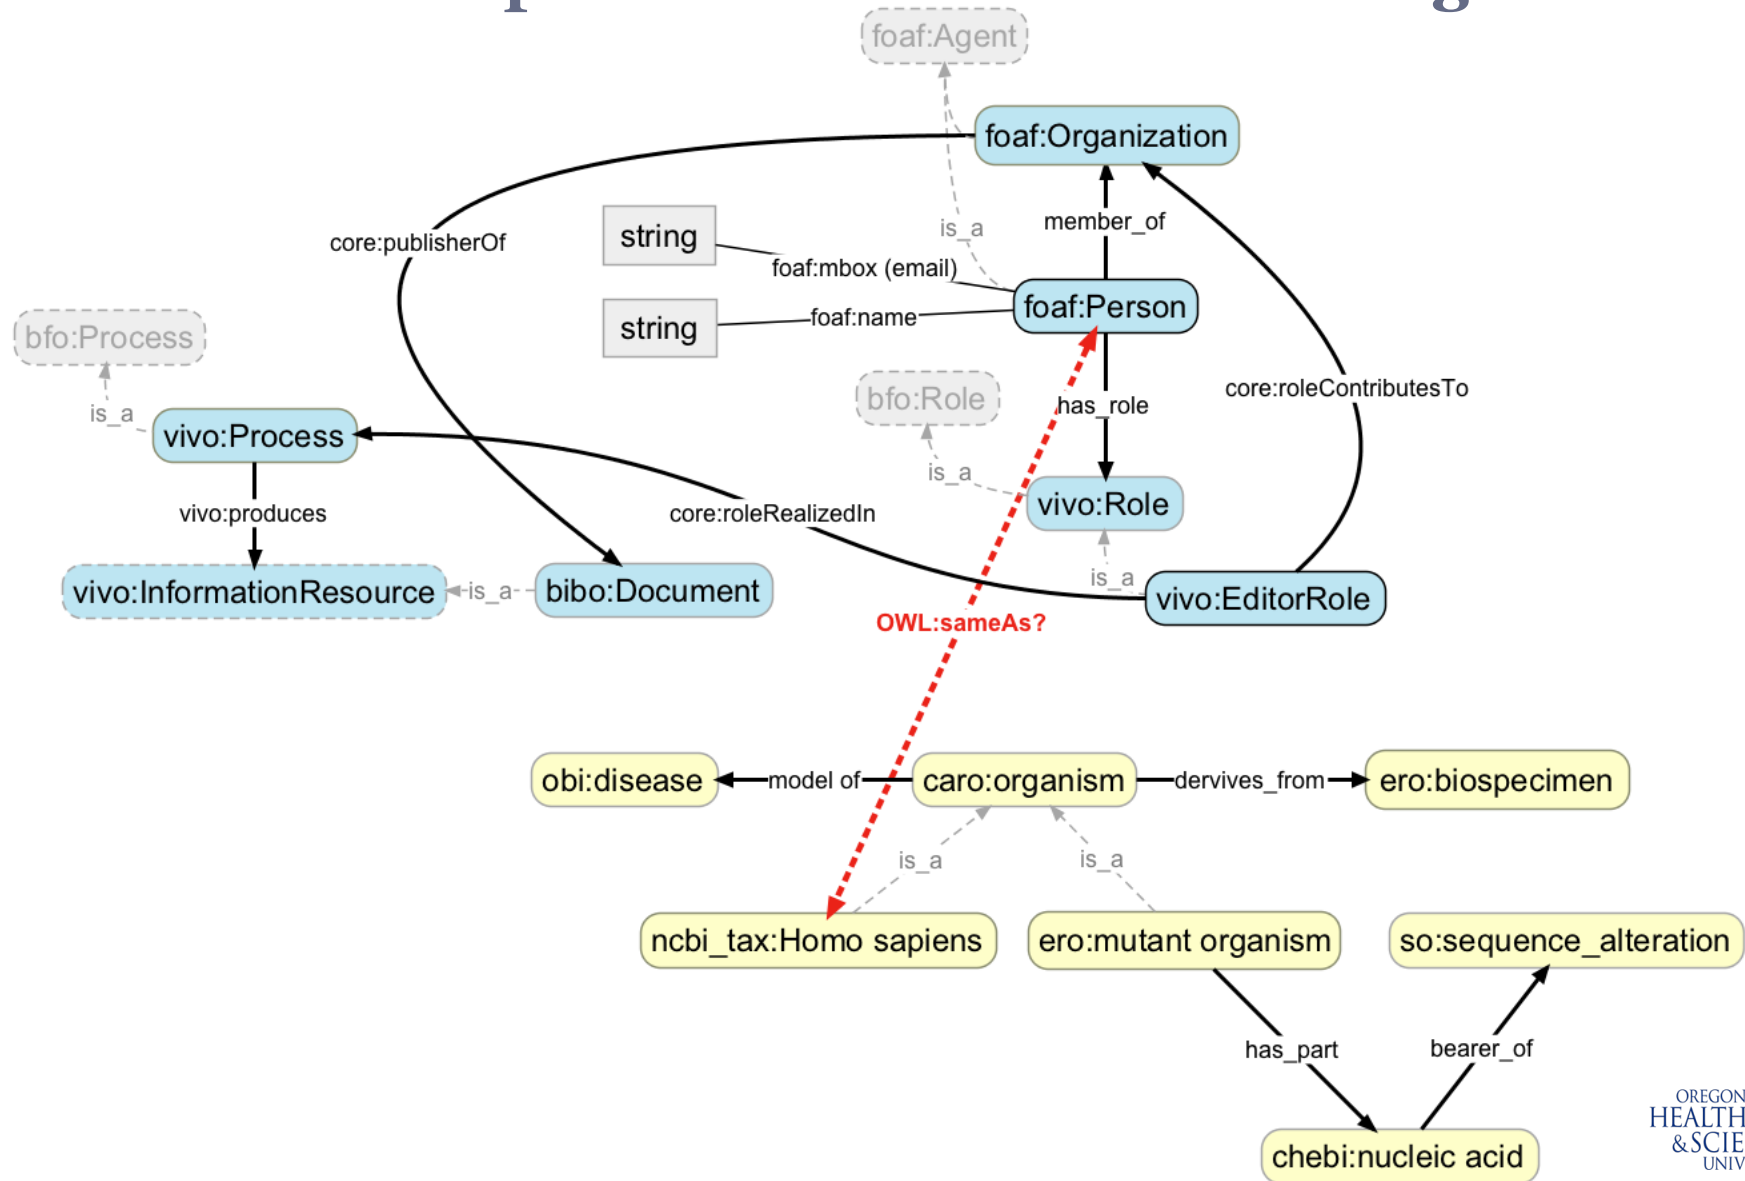 foaf:Agent
foaf:Organization
member_of
string
core:publisherOf
is_a
foaf:mbox (email)
foaf:Person
string
foaf:name
bfo:Process
bfo:Role
core:roleContributesTo
has_role
is_a
vivo:Process
is_a
vivo:Role
vivo:produces
core:roleRealizedIn
is_a
vivo:InformationResource
is_a
bibo:Document
vivo:EditorRole
OWL:sameAs?
obi:disease
model of
caro:organism
dervives_from
ero:biospecimen
is_a
is_a
ncbi_tax:Homo sapiens
ero:mutant organism
so:sequence_alteration
has_part
bearer_of
chebi:nucleic acid
OREGON
HEALTH
&SCIE
UNIV